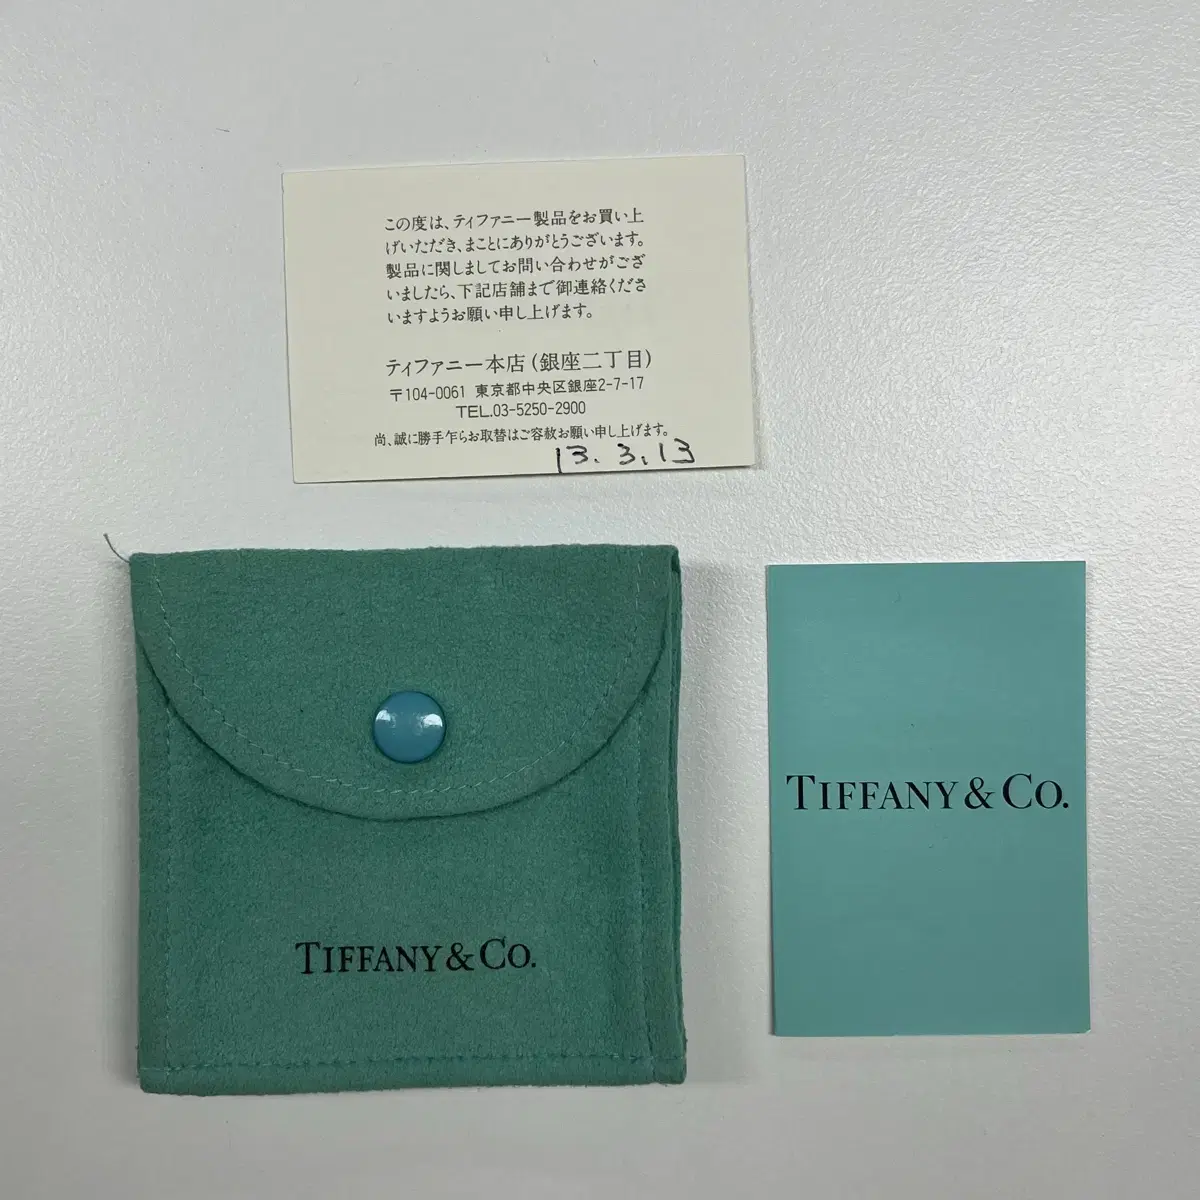 この度は、ティファニー製品をお買い上
げいただき、まことにありがとうございます。
製品に関しましてお問い合わせがござ
いましたら、下記店舗まで御連絡くださ
いますようお願い申し上げます。
ティファニー本店(銀座二丁目)
〒104-0061 東京都中央区銀座2-7-17
TEL.03-5250-2900
尚、誠に勝手乍らお取替はご容赦お願い申し上げます。
13.3.13
TIFFANY & CO.
TIFFANY & CO.